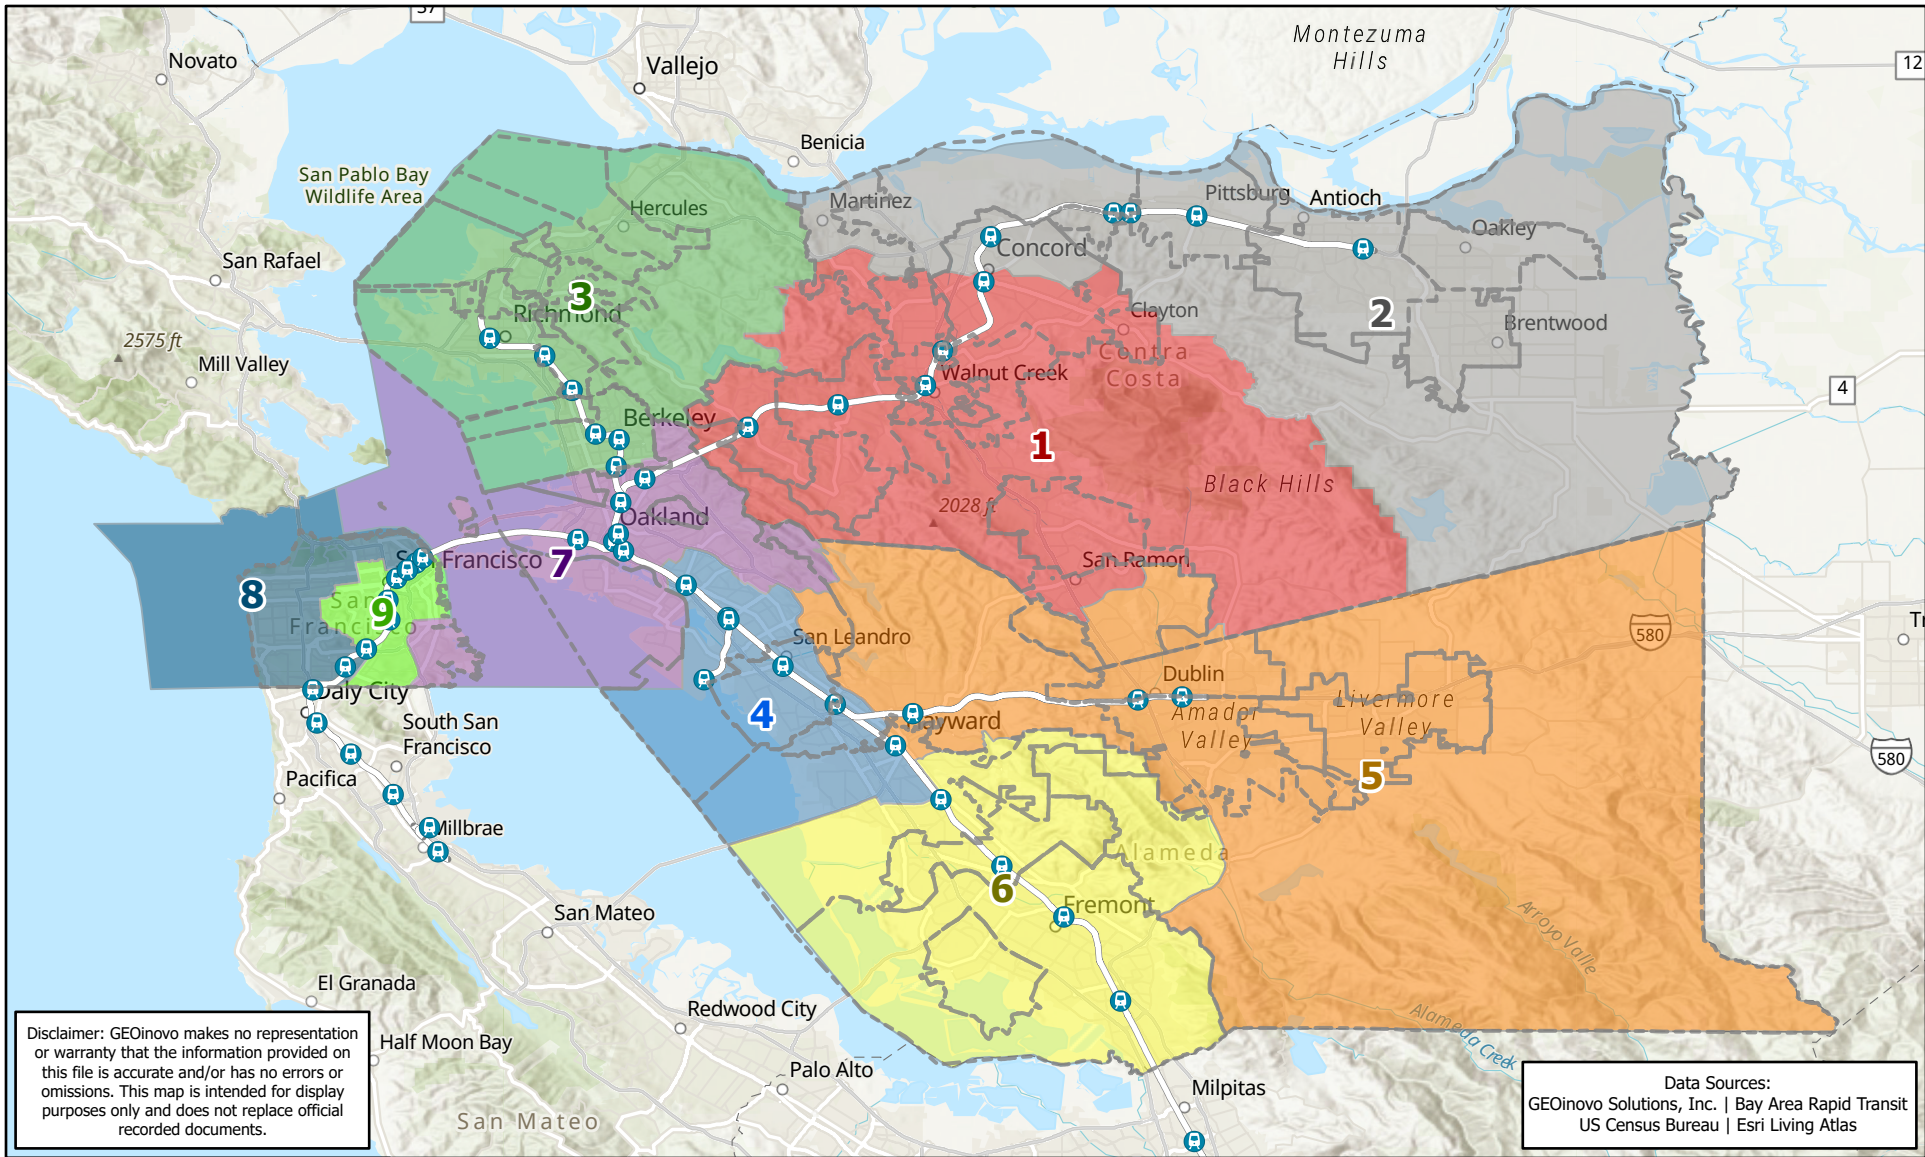 37
Montezuma
Hills
12
Novato
Vallejo
Benicia
San Pablo Bay
Wildlife Area
Martinez
Pittsburg
Antioch
Hercules
Oakley
San Rafael
Concord
3
Richmond
Clayton
2
Brentwood
2575 ft
Mill Valley
Contra
Costa
Walnut Creek
4
Berkeley
1
Black Hills
2028 ft
Oakland
Francisco
7
San Ramon
8
San
Francisco
9
San Leandro
580
Dublin
Daly City
4
South San
Francisco
Hayward
Amador
Valley
Livermore
Valley
580
Pacifica
5
Millbrae
Alameda
6
Fremont
San Mateo
Arroyo Valle
El Granada
Redwood City
Alameda Creek
Half Moon Bay
Palo Alto
Milpitas
San Mateo
Disclaimer: GEOinovo makes no representation
or warranty that the information provided on
this file is accurate and/or has no errors or
omissions. This map is intended for display
purposes only and does not replace official
recorded documents.
Data Sources:
GEOinovo Solutions, Inc. | Bay Area Rapid Transit
US Census Bureau | Esri Living Atlas